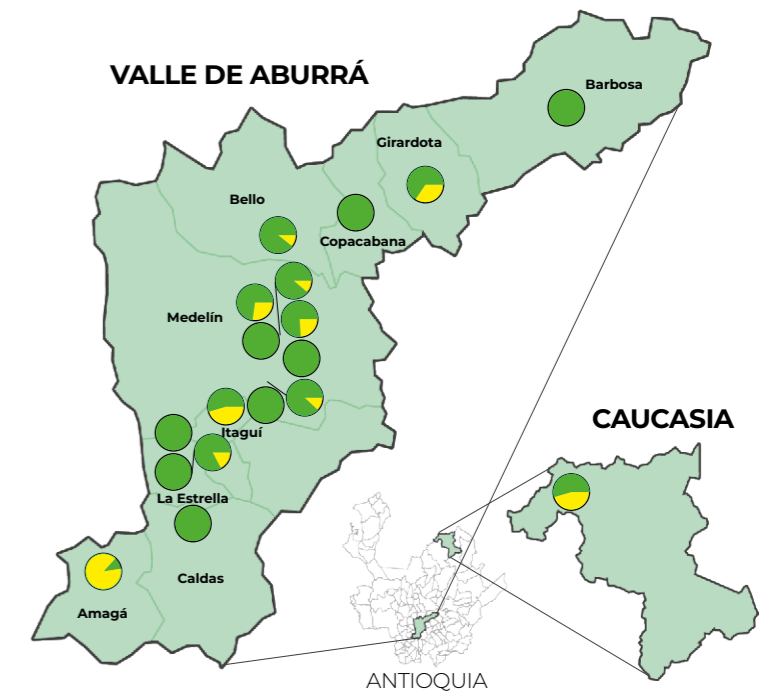 VALLE DE ABURRÁ
Barbosa
Girardota
Bello
Copacabana
Medelín
CAUCASIA
Itaguí
La Estrella
Caldas
Amagá
ANTIOQUIA